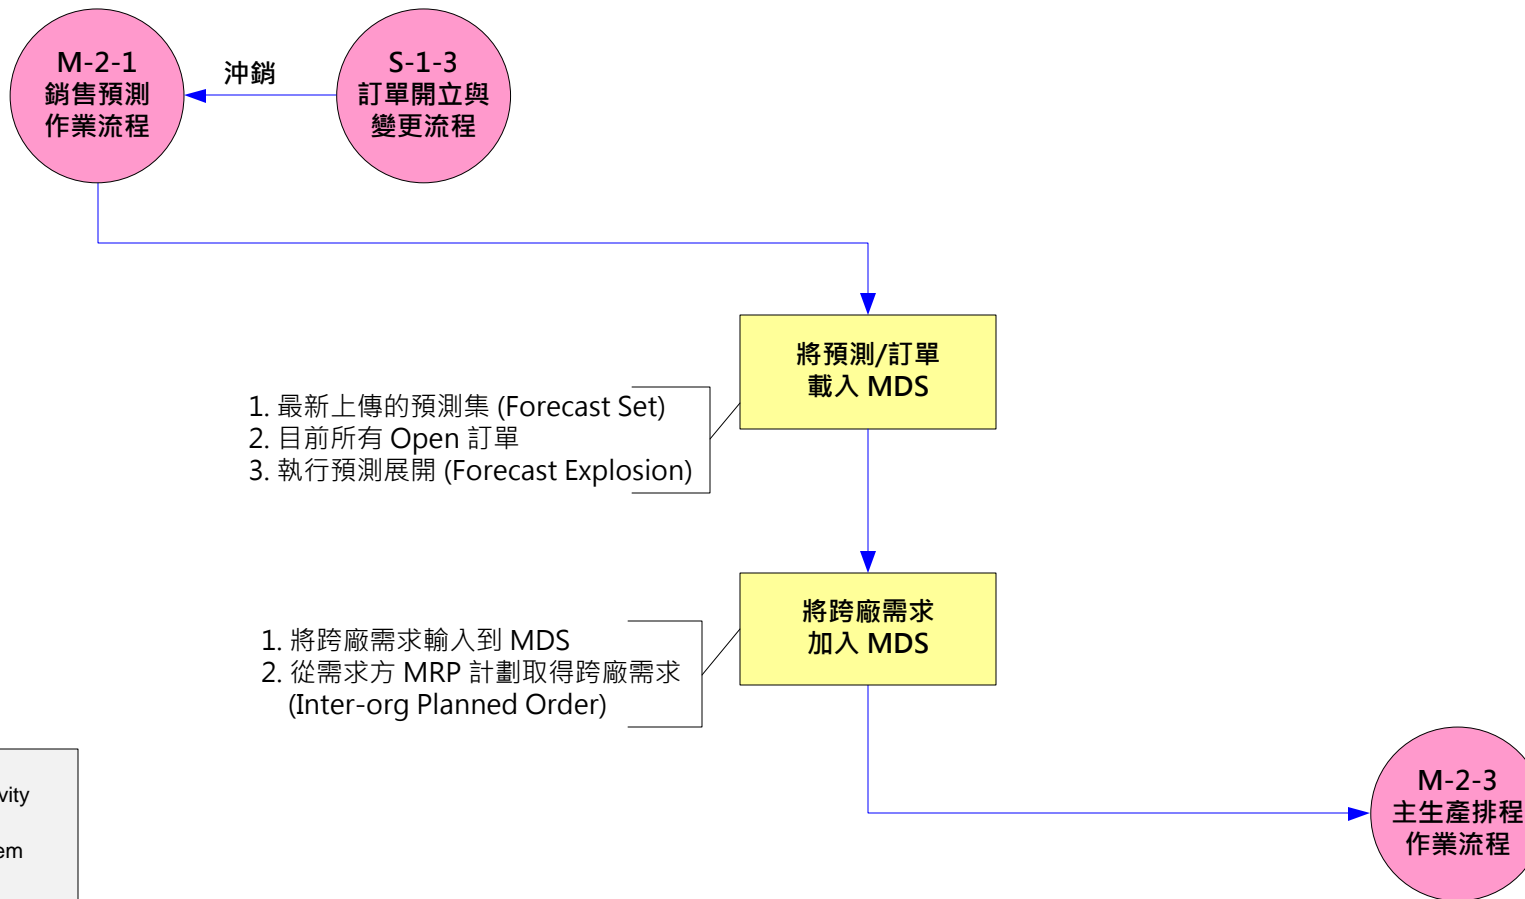 M-2-1
銷售預測
作業流程
沖銷
S-1-3
訂單開立與
變更流程
將預測/訂單
載入 MDS
1. 最新上傳的預測集 (Forecast Set)
2. 目前所有 Open 訂單
3. 執行預測展開 (Forecast Explosion)
將跨廠需求
加入 MDS
1. 將跨廠需求輸入到 MDS
2. 從需求方 MRP 計劃取得跨廠需求
(Inter-org Planned Order)
M-2-3
主生產排程
作業流程